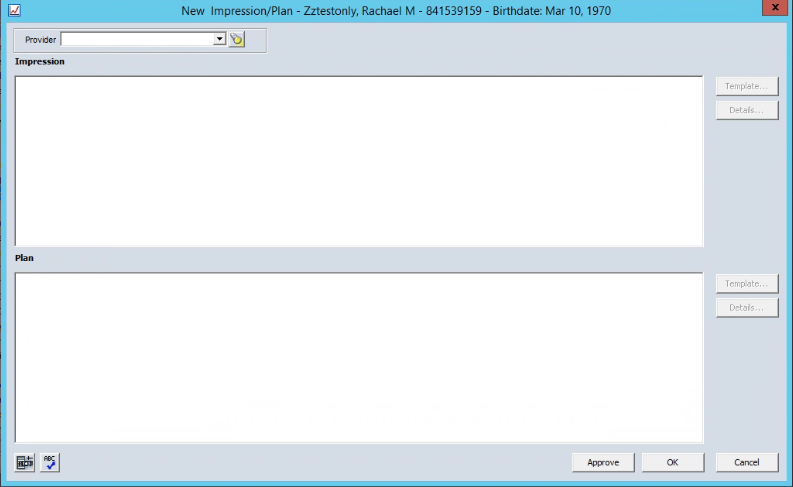 New  Impression/Plan - Zztestonly, Rachael M - 841539159 - Birthdate: Mar 10, 1970
x
Provider
Impression
Template...
Details...
Plan
Template...
Details...
ABC
Approve
OK
Cancel